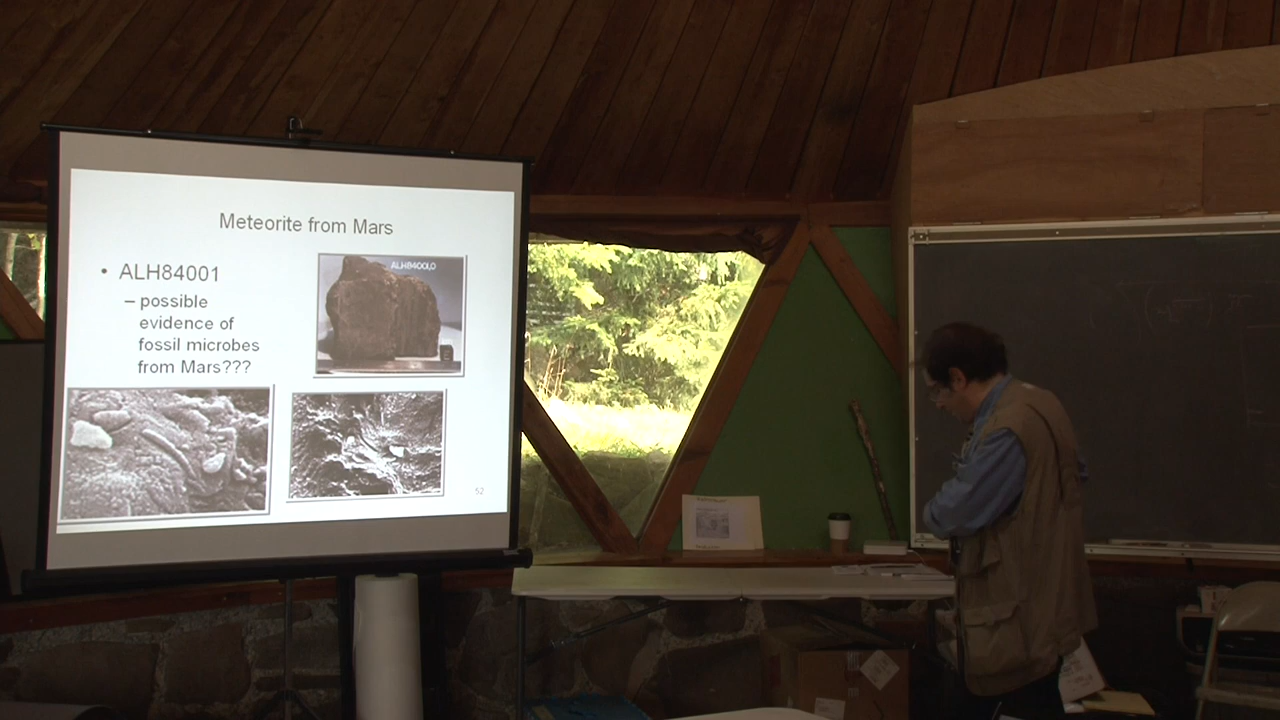 Meteorite from Mars
• ALH84001
– possible
evidence of
fossil microbes
from Mars???
ALH84001,0
52